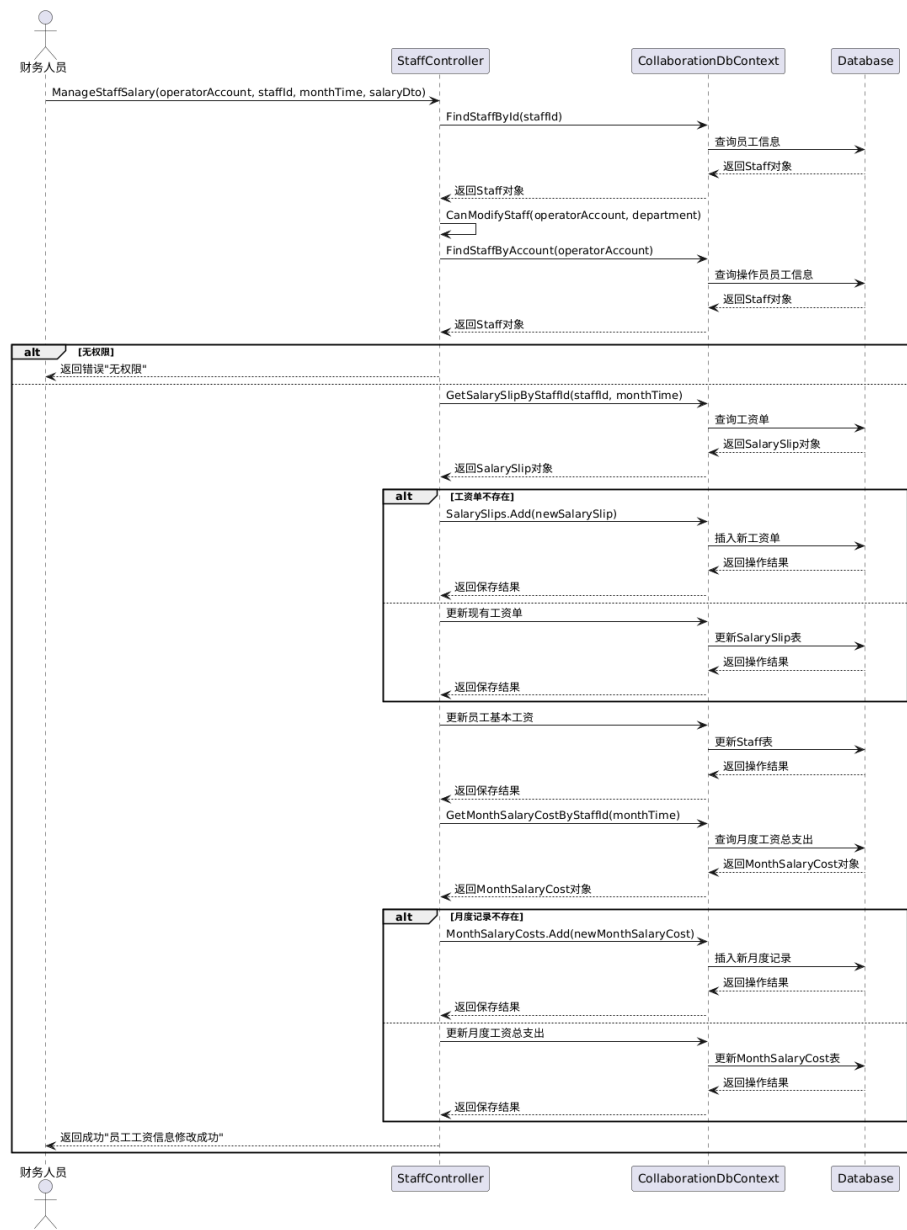 财务人员
StaffController
CollaborationDbContext
Database
ManageStaffSalary(operatorAccount, staffId, monthTime, salaryDto)
FindStaffById(staffId)
查询员工信息
返回Staff对象
返回Staff对象
CanModifyStaff(operatorAccount, department)
FindStaffByAccount(operatorAccount)
查询操作员员工信息
返回Staff对象
返回Staff对象
alt [无权限]
返回错误"无权限"
GetSalarySlipByStaffId(staffId, monthTime)
查询工资单
返回SalarySlip对象
返回SalarySlip对象
alt [工资单不存在]
SalarySlips.Add(newSalarySlip)
插入新工资单
返回操作结果
返回保存结果
更新现有工资单
更新SalarySlip表
返回操作结果
返回保存结果
更新员工基本工资
更新Staff表
返回操作结果
返回保存结果
GetMonthSalaryCostByStaffId(monthTime)
查询月度工资总支出
返回MonthSalaryCost对象
返回MonthSalaryCost对象
alt [月度记录不存在]
MonthSalaryCosts.Add(newMonthSalaryCost)
插入新月度记录
返回操作结果
返回保存结果
更新月度工资总支出
更新MonthSalaryCost表
返回操作结果
返回保存结果
返回成功"员工工资信息修改成功"
财务人员
StaffController
CollaborationDbContext
Database